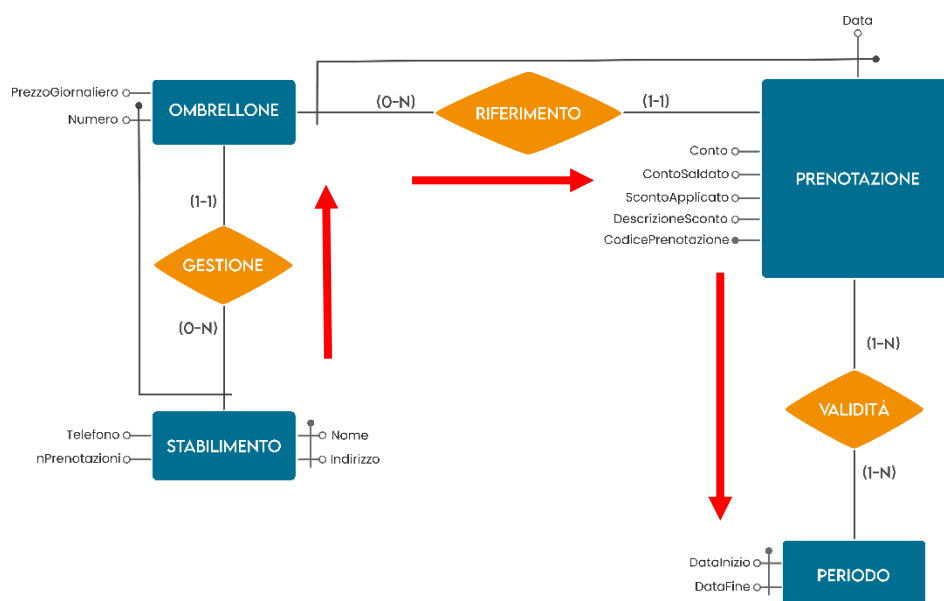 Data
PrezzoGiornaliero
Numero
OMBRELLONE
(0-N)
RIFERIMENTO
(1-1)
Conto
ContoSaldato
ScontoApplicato
DescrizioneSconto
CodicePrenotazione
PRENOTAZIONE
(1-1)
GESTIONE
(0-N)
(1-N)
VALIDITÀ
(1-N)
Telefono
nPrenotazioni
STABILIMENTO
Nome
Indirizzo
DataInizio
DataFine
PERIODO